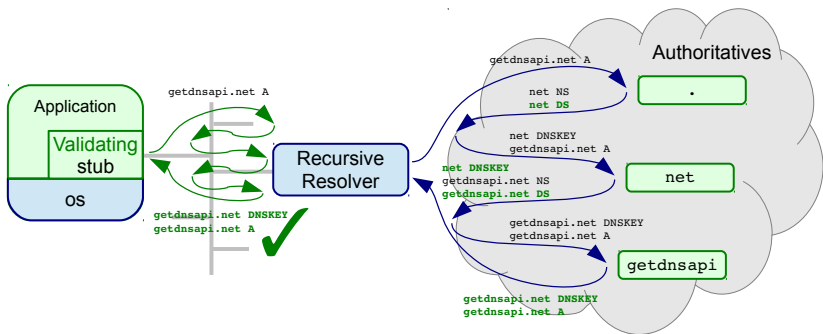 Application
Validating
stub
os
getdnsapi.net A
getdnsapi.net DNSKEY
getdnsapi.net A
Recursive
Resolver
Authoritatives
getdnsapi.net A
.
net NS
net DS
net DNSKEY
getdnsapi.net A
net
net DNSKEY
getdnsapi.net NS
getdnsapi.net DS
getdnsapi.net DNSKEY
getdnsapi.net A
getdnsapi
getdnsapi.net DNSKEY
getdnsapi.net A